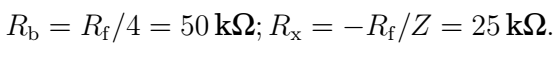 R_b = R_f/4 = 50 kΩ; R_x = −R_f/Z = 25 kΩ.